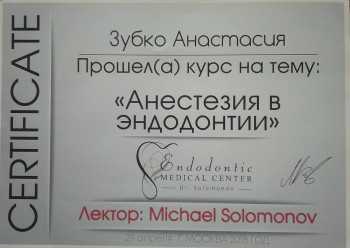 CERTIFICATE
Зубко Анастасия
Прошел(а) курс на тему:
«Анестезия в
эндодонтии»
Endodontic
MEDICAL CENTER
Dr. Solomonov
Лектор: Michael Solomonov